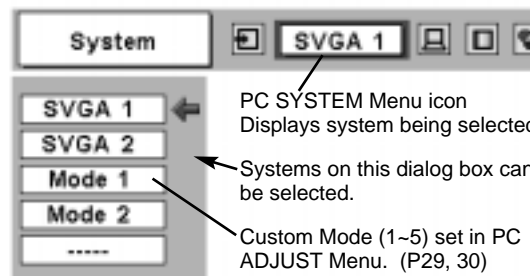 System
SVGA 1
SVGA 1
SVGA 2
Mode 1
Mode 2
-----
PC SYSTEM Menu icon
Displays system being selected
Systems on this dialog box can
be selected.
Custom Mode (1~5) set in PC
ADJUST Menu. (P29, 30)